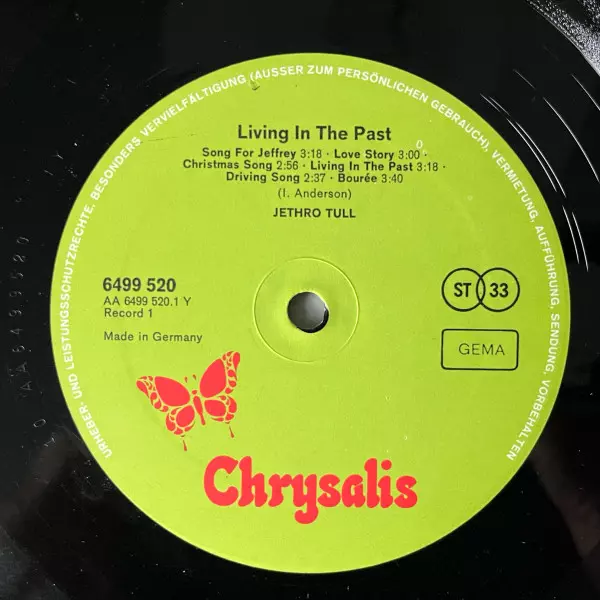 URHEBER- UND LEISTUNGSSCHUTZRECHTE, BESONDERS VERVIELFÄLTIGUNG (AUSSER ZUM PERSÖNLICHEN GEBRAUCH), VERMIETUNG, AUFFÜHRUNG, SENDUNG, VORBEHALTEN
Living In The Past
Song For Jeffrey 3:18 · Love Story 3:00 ·
Christmas Song 2:56 · Living In The Past 3:18 ·
Driving Song 2:37 · Bourée 3:40
(I. Anderson)
JETHRO TULL
6499 520
AA 6499 520.1 Y
Record 1
Made in Germany
ST 33
GEMA
Chrysalis